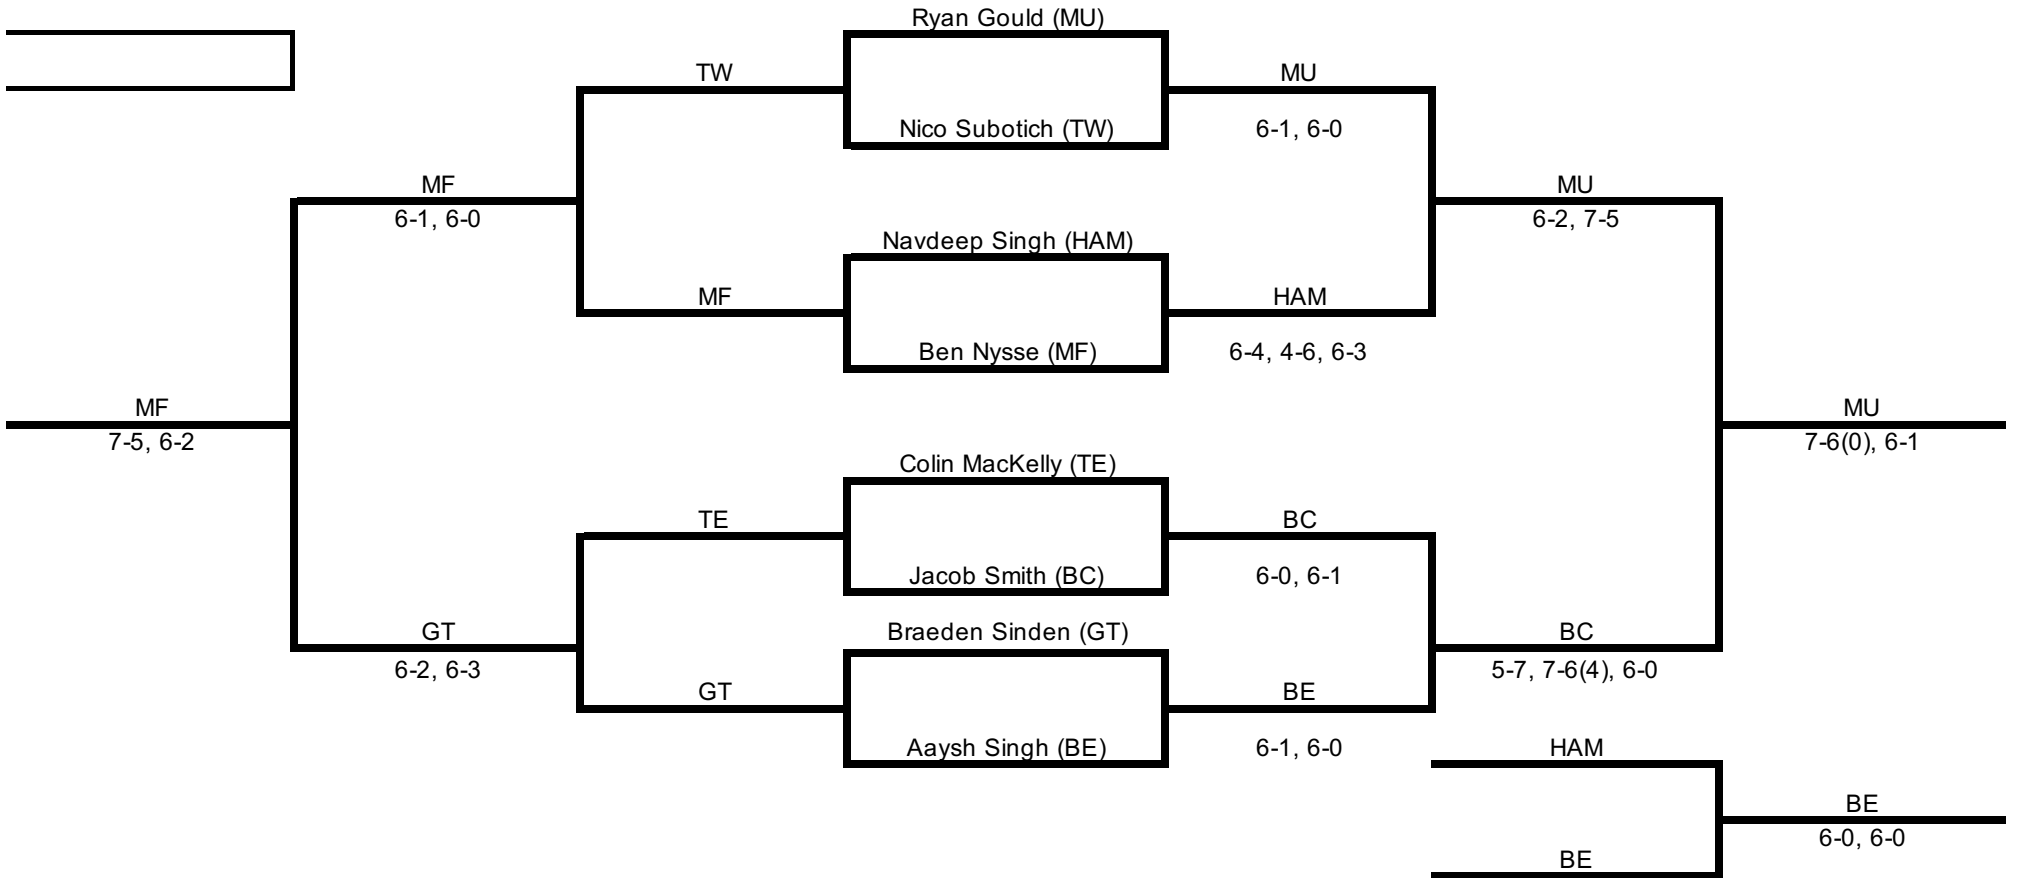 Ryan Gould (MU)
TW
MU
Nico Subotich (TW)
6-1, 6-0
MF
MU
6-1, 6-0
6-2, 7-5
Navdeep Singh (HAM)
MF
HAM
Ben Nysse (MF)
6-4, 4-6, 6-3
MF
MU
7-5, 6-2
7-6(0), 6-1
Colin MacKelly (TE)
TE
BC
Jacob Smith (BC)
6-0, 6-1
GT
Braeden Sinden (GT)
BC
6-2, 6-3
5-7, 7-6(4), 6-0
GT
BE
Aaysh Singh (BE)
6-1, 6-0
HAM
BE
6-0, 6-0
BE